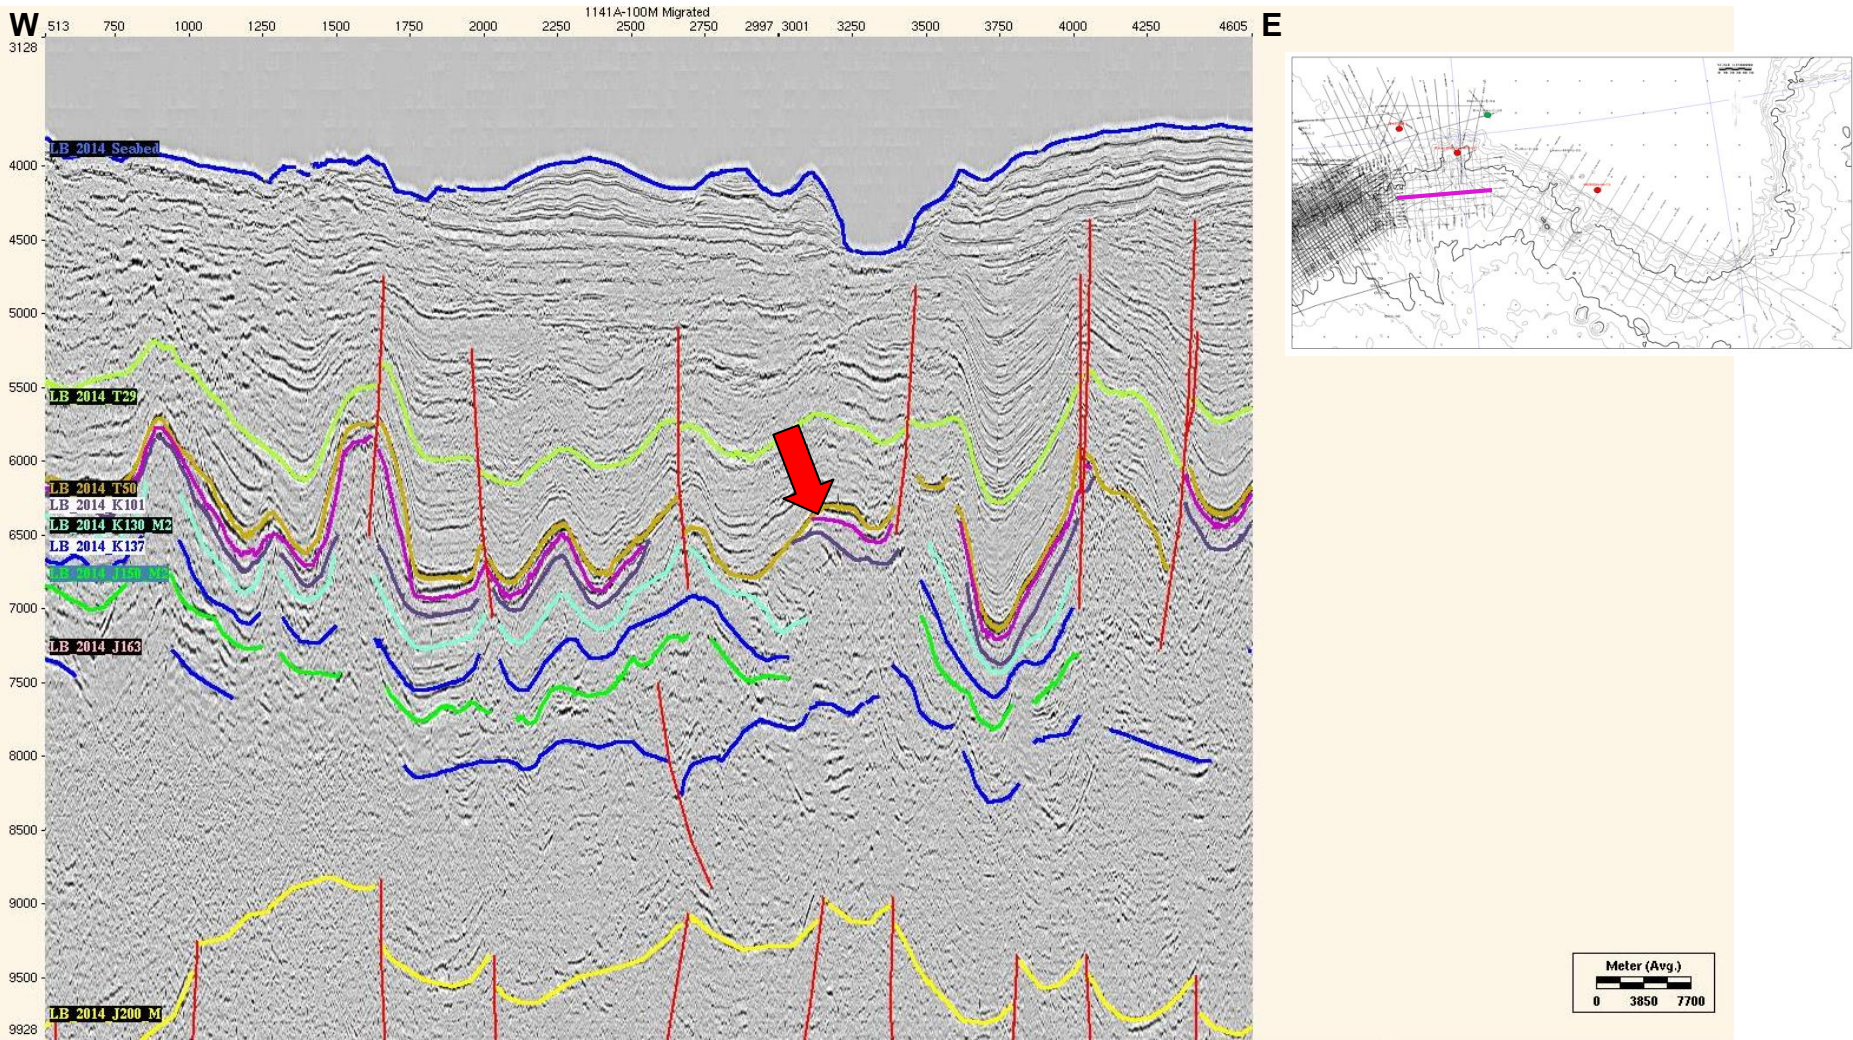 1141A-100M Migrated
W
E
513 750 1000 1250 1500 1750 2000 2250 2500 2750 2997 3001 3250 3500 3750 4000 4250 4605
3128
4000
4500
5000
5500
6000
6500
7000
7500
8000
8500
9000
9500
9928
LB_2014_Seabed
LB_2014_T29
LB_2014_T50
LB_2014_K101
LB_2014_K130_M2
LB_2014_K137
LB_2014_J150_M2
LB_2014_J163
LB_2014_J200_M
Meter (Avg.)
0 3850 7700